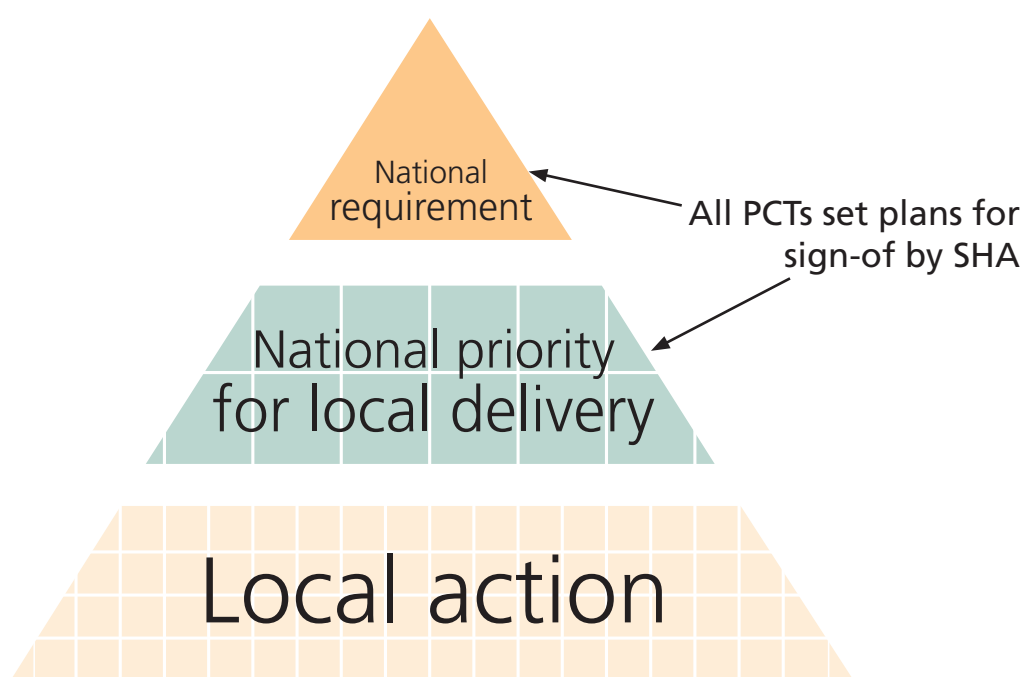 National
requirement
All PCTs set plans for
sign-of by SHA
National priority
for local delivery
Local action